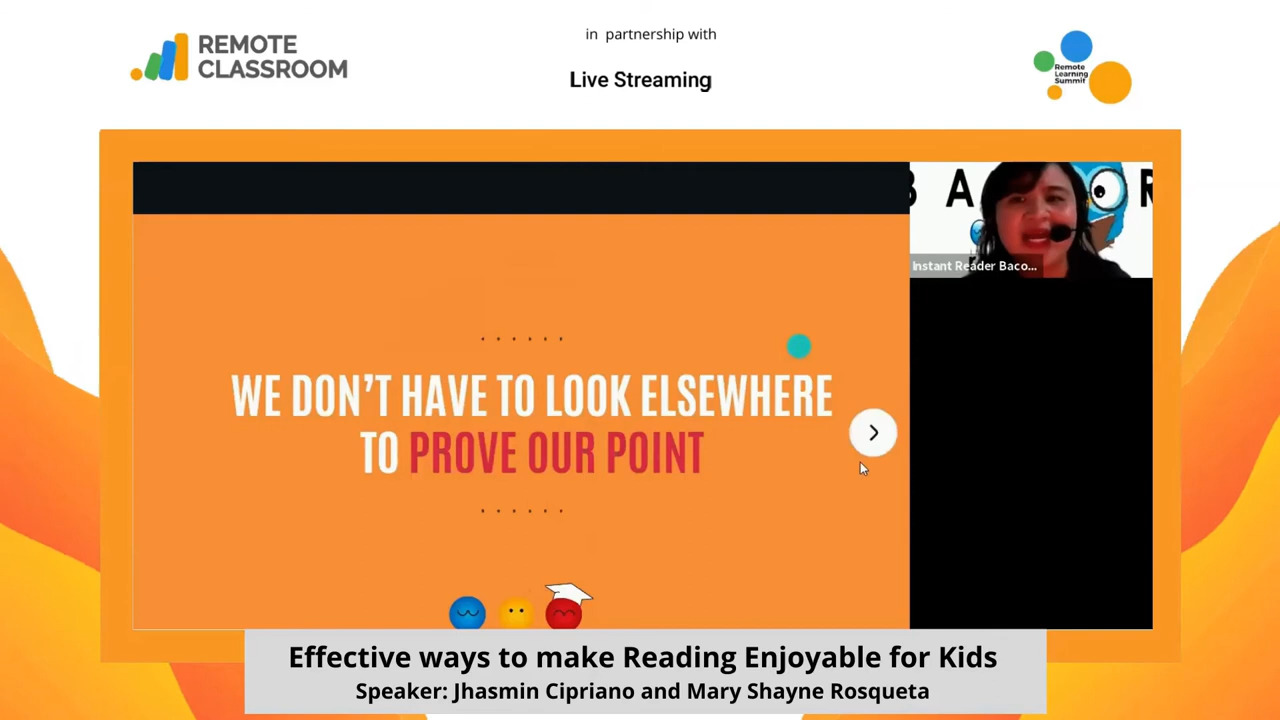 REMOTE
CLASSROOM
in partnership with
Live Streaming
Remote
Learning
Summit
B A R
Instant Reader Baco...
WE DON'T HAVE TO LOOK ELSEWHERE
TO PROVE OUR POINT
Effective ways to make Reading Enjoyable for Kids
Speaker: Jhasmin Cipriano and Mary Shayne Rosqueta